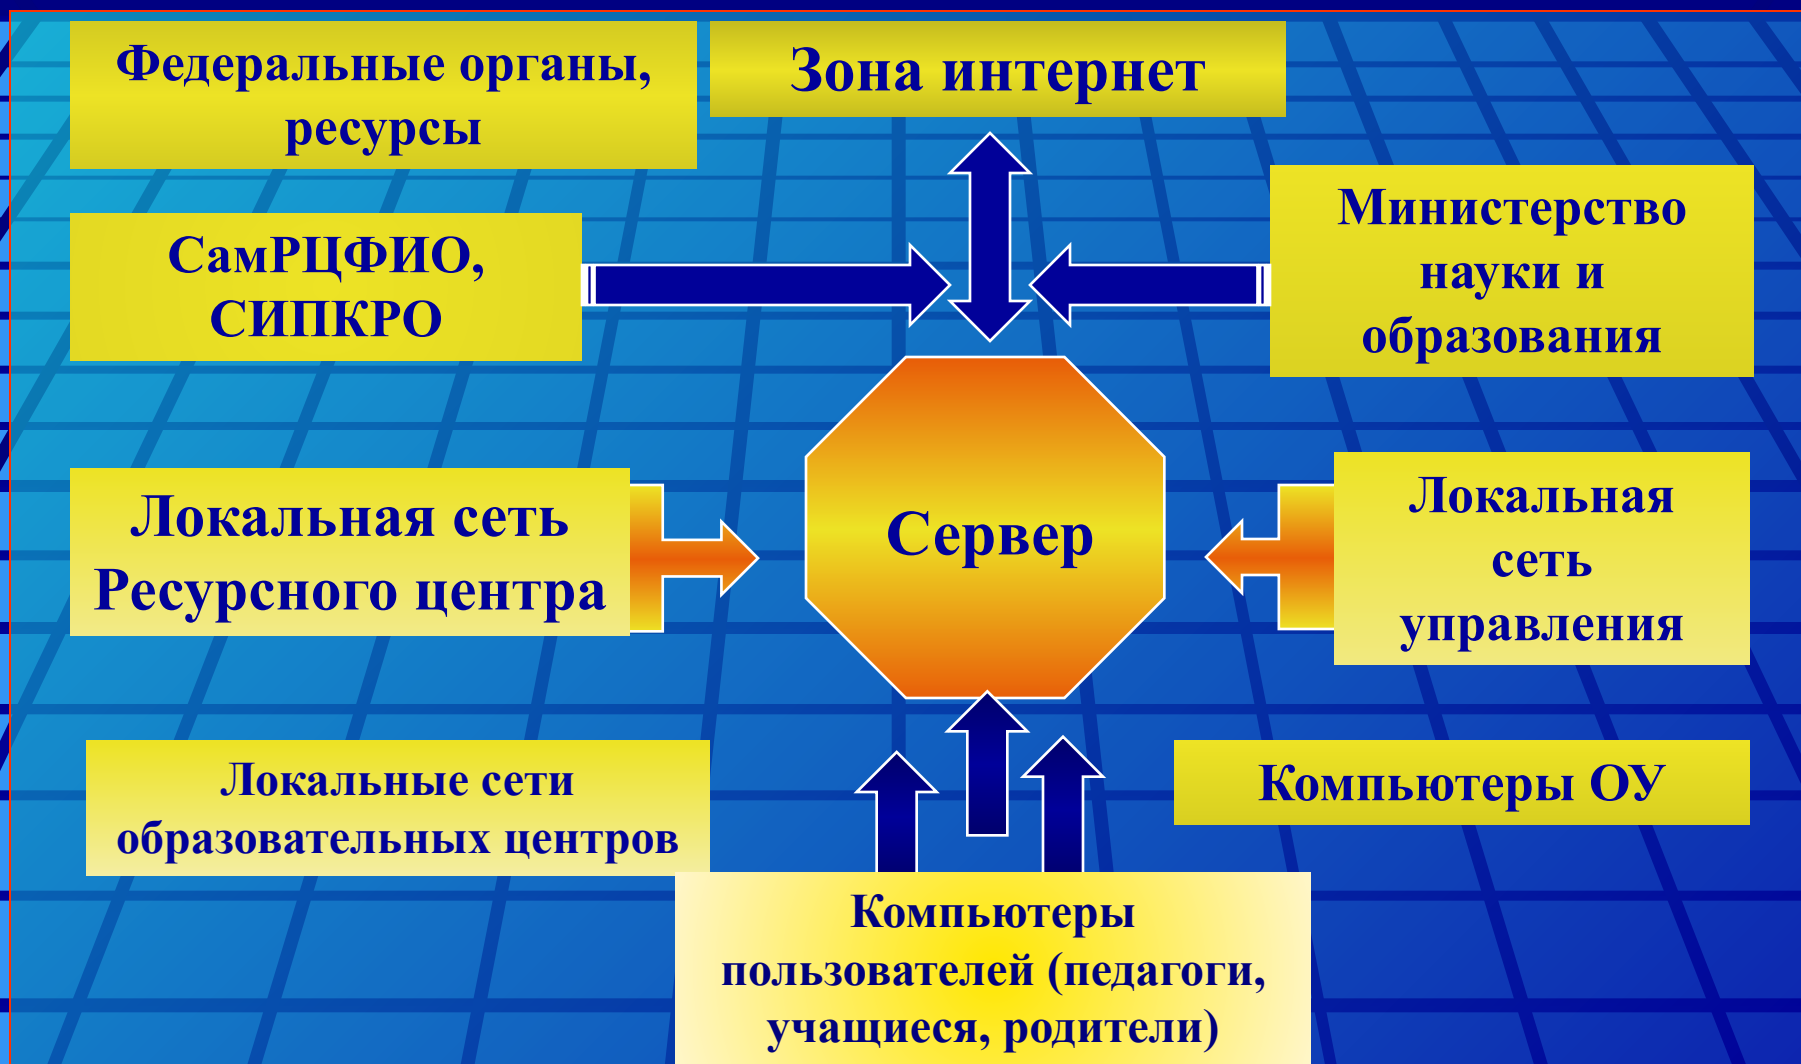 Федеральные органы,
ресурсы
Зона интернет
СамРЦФИО,
СИПКРО
Министерство
науки и
образования
Локальная сеть
Ресурсного центра
Сервер
Локальная
сеть
управления
Локальные сети
образовательных центров
Компьютеры ОУ
Компьютеры
пользователей (педагоги,
учащиеся, родители)